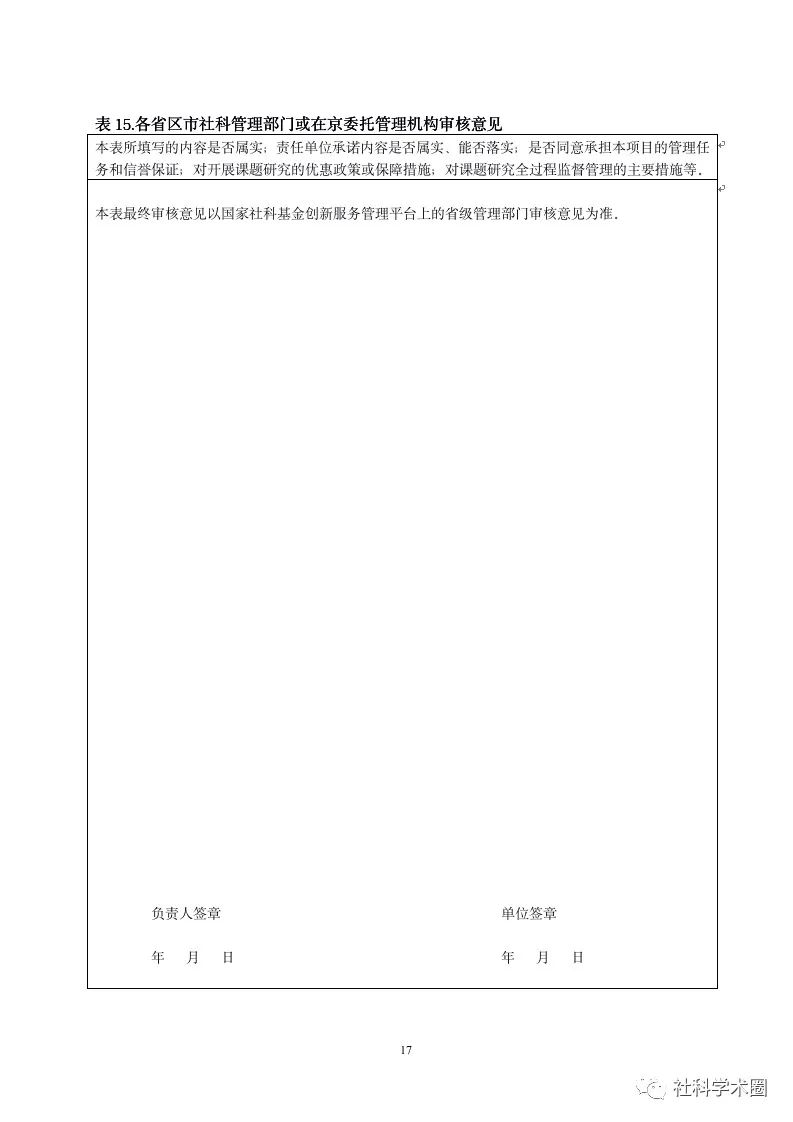 表 15.各省区市社科管理部门或在京委托管理机构审核意见
本表所填写的内容是否属实；责任单位承诺内容是否属实、能否落实；是否同意承担本项目的管理任
务和信誉保证；对开展课题研究的优惠政策或保障措施；对课题研究全过程监督管理的主要措施等．
本表最终审核意见以国家社科基金创新服务管理平台上的省级管理部门审核意见为准．
负责人签章 单位签章
年 月 日 年 月 日
17
社科学术圈